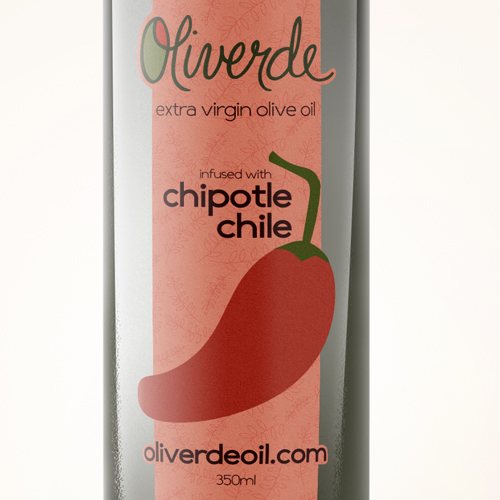 Oliverde
extra virgin olive oil
infused with
chipotle
chile
oliverdeoil.com
350ml